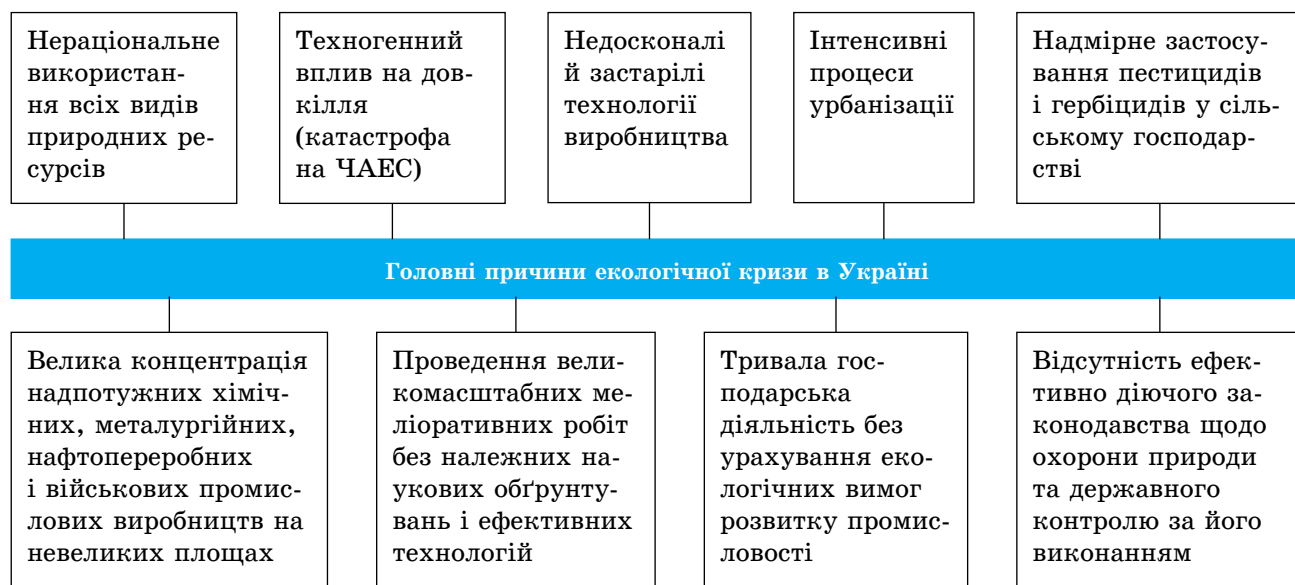 Нераціональне
використан-
ня всіх видів
природних ре-
сурсів
Техногенний
вплив на дов-
кілля
(катастрофа
на ЧАЕС)
Недосконалі
й застарілі
технології
виробництва
Інтенсивні
процеси
урбанізації
Надмірне застосу-
вання пестицидів
і гербіцидів у сіль-
ському господар-
стві
Головні причини екологічної кризи в Україні
Велика концентрація
надпотужних хіміч-
них, металургійних,
нафтопереробних
і військових промис-
лових виробництв на
невеликих площах
Проведення вели-
комасштабних ме-
ліоративних робіт
без належних на-
укових обґрунту-
вань і ефективних
технологій
Тривала гос-
подарська
діяльність без
урахування еко-
логічних вимог
розвитку промис-
ловості
Відсутність ефек-
тивно діючого за-
конодавства щодо
охорони природи
та державного
контролю за його
виконанням